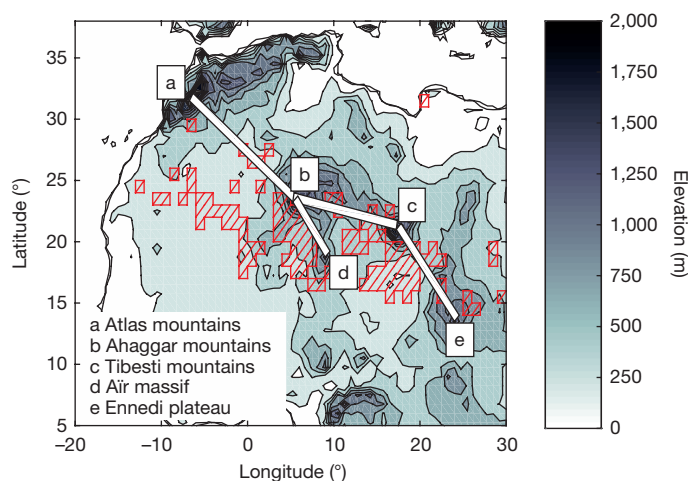 35
30
25
20
15
10
5
Latitude (°)
–20
–10
0
10
20
30
Longitude (°)
a
b
c
d
e
a Atlas mountains
b Ahaggar mountains
c Tibesti mountains
d Aïr massif
e Ennedi plateau
2,000
1,750
1,500
1,250
1,000
750
500
250
0
Elevation (m)